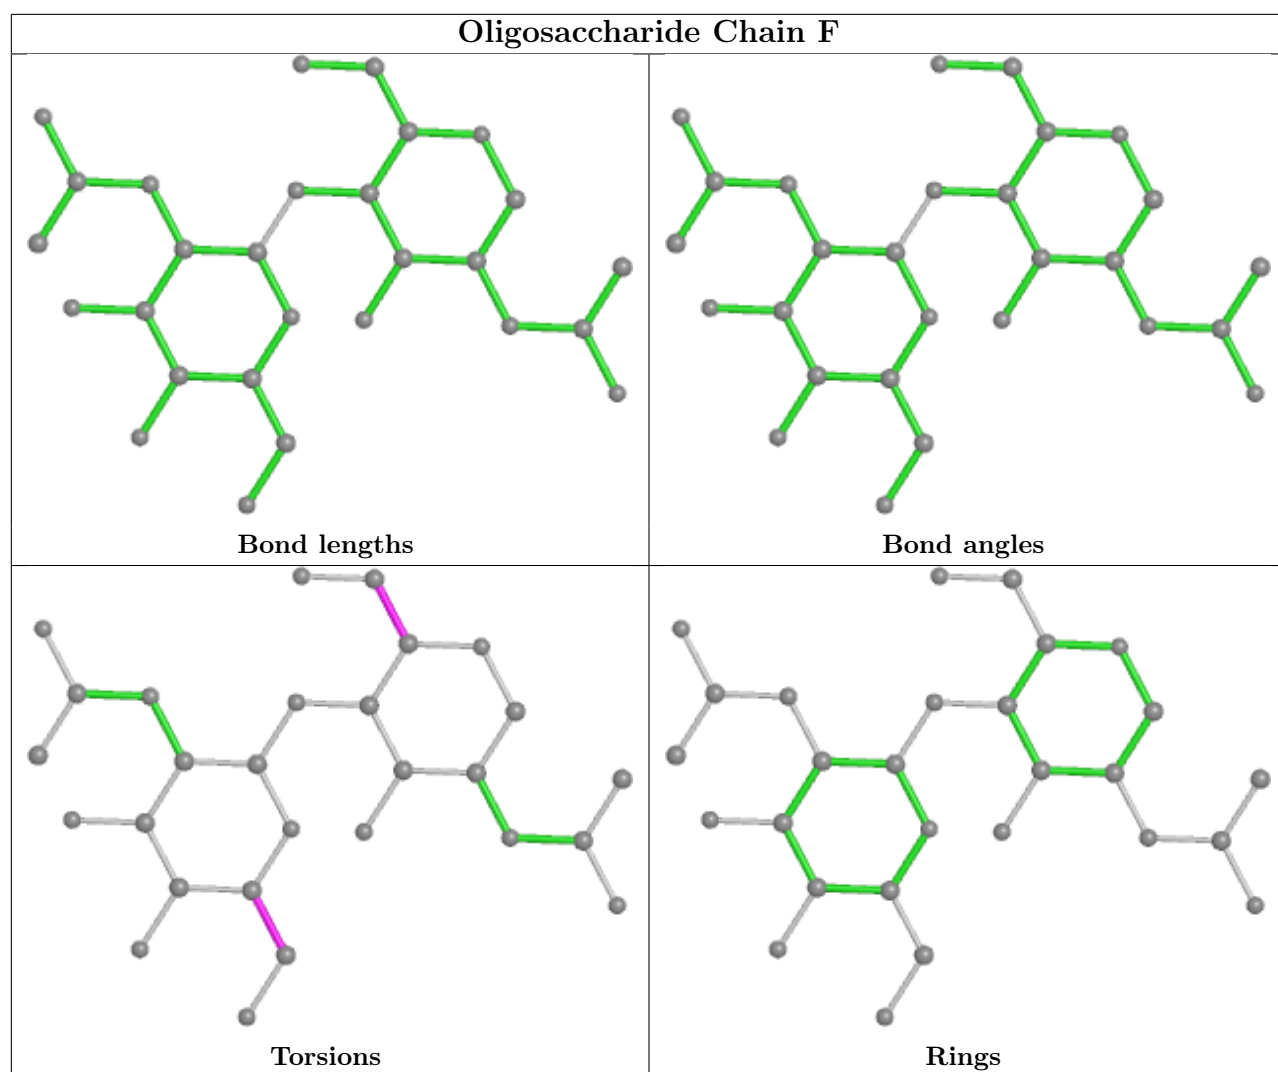 Oligosaccharide Chain F
Bond lengths
Bond angles
Torsions
Rings